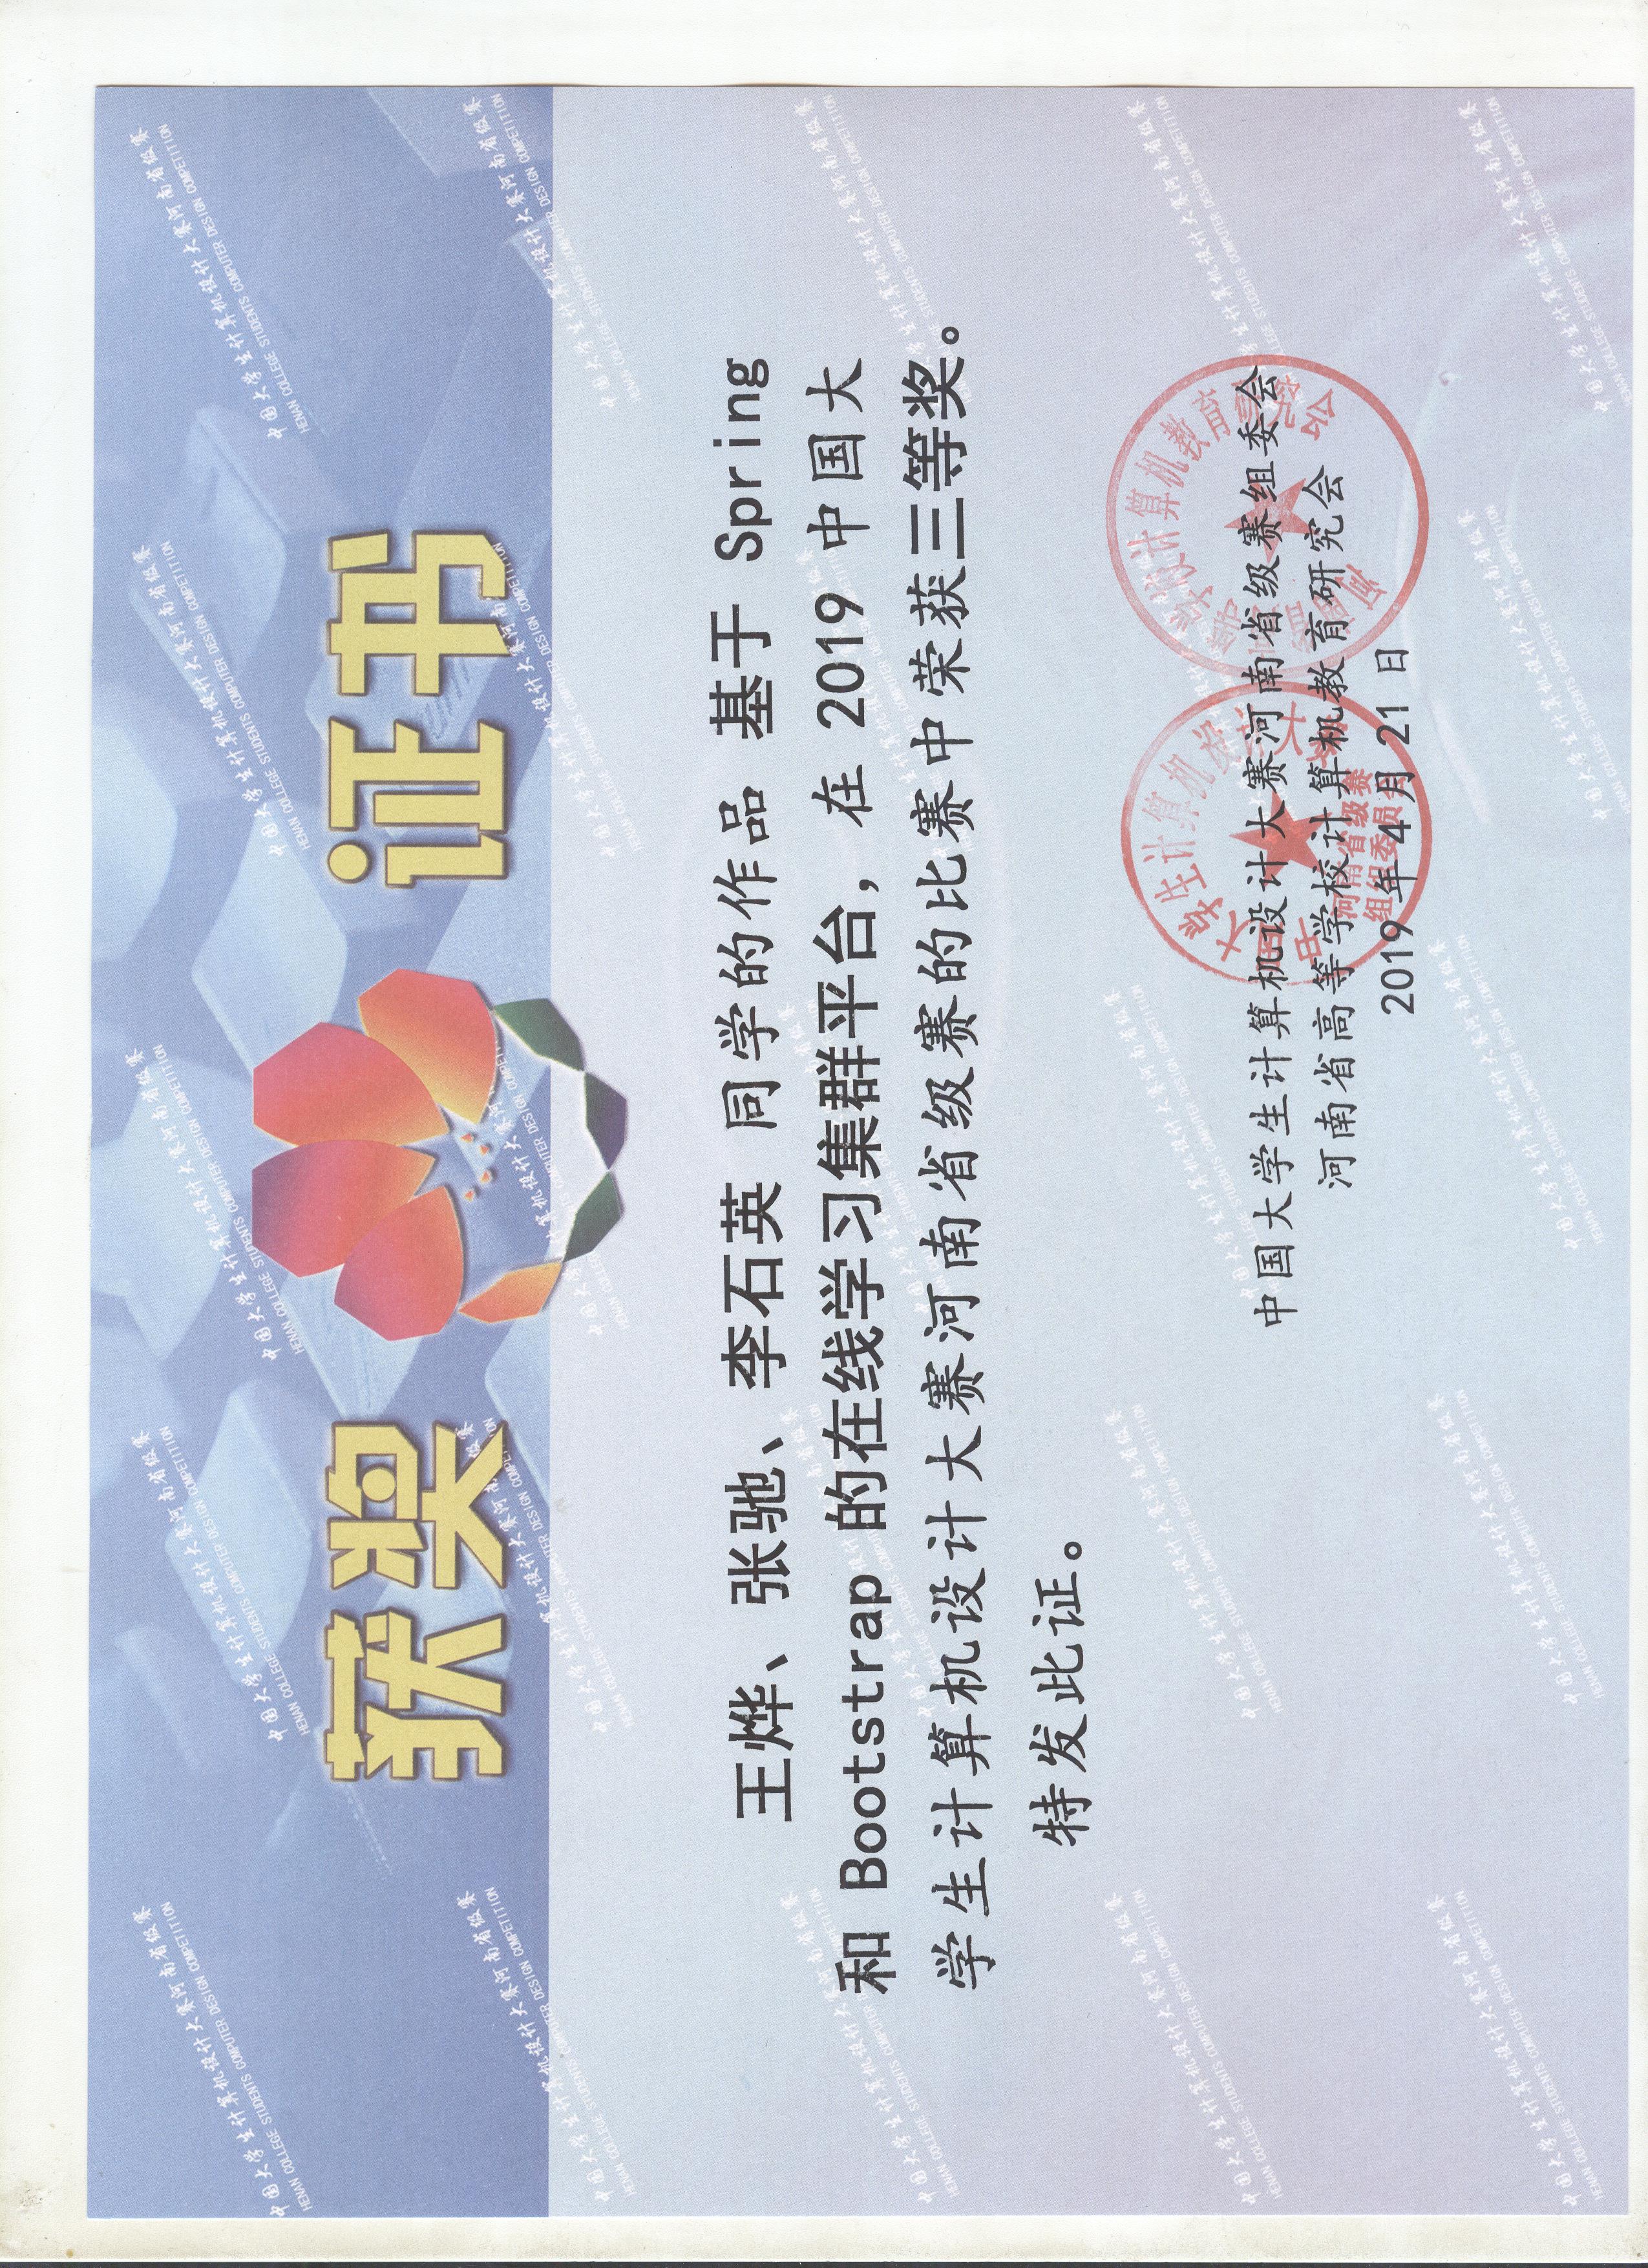 获奖 证书
王烨、张驰、李石英 同学的作品 基于 Spring
和 Bootstrap 的在线学习集群平台，在 2019 中国大
学生计算机设计大赛河南省级赛的比赛中荣获三等奖。
特发此证。
中国大学生计算机设计大赛河南省级赛组委会
河南省高等学校计算机教育研究会
2019 年 4 月 21 日
中国大学生计算机设计大赛
河南省级赛
组织委员会
河南省高等学校计算机教育研究会
中国大学生计算机设计大赛河南省级赛
HENAN COLLEGE STUDENTS COMPUTER DESIGN COMPETITION